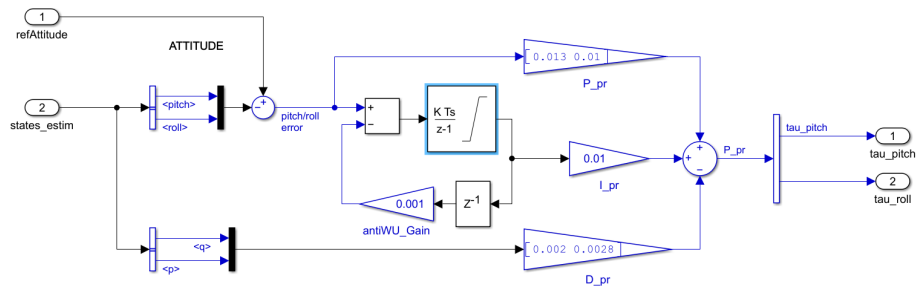 1
refAttitude
ATTITUDE
2
states_estim
<pitch>
<roll>
− +
pitch/roll
error
+
−
K Ts
z-1
z-1
antiWU_Gain
0.001
[ 0.013 0.01 ]
P_pr
0.01
I_pr
+
+
−
P_pr
tau_pitch
1
tau_pitch
2
tau_roll
<q>
<p>
[ 0.002 0.0028 ]
D_pr